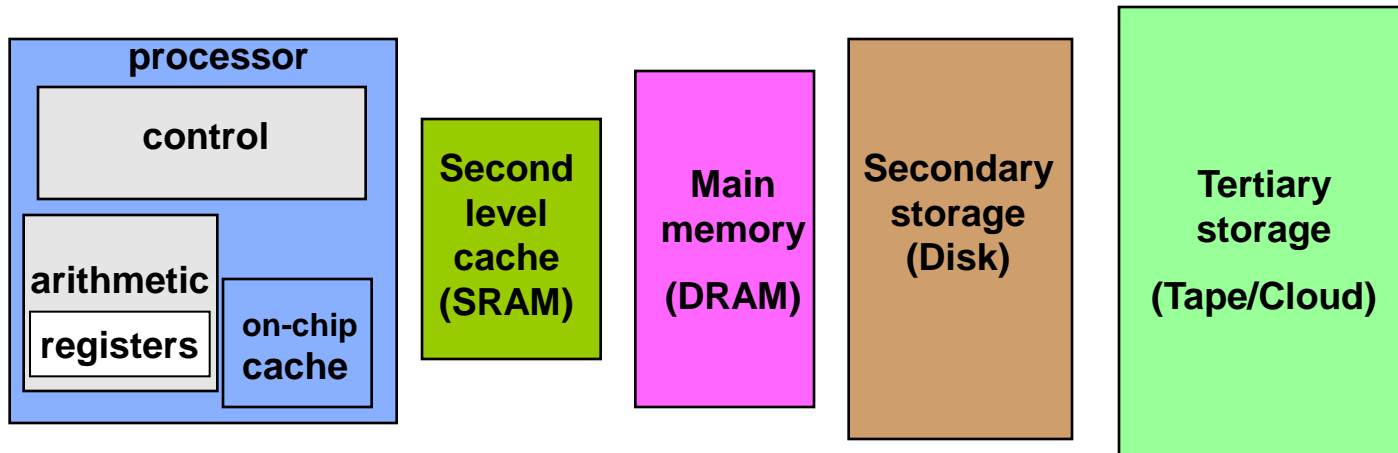 processor
control
arithmetic
registers
on-chip
cache
Second
level
cache
(SRAM)
Main
memory
(DRAM)
Secondary
storage
(Disk)
Tertiary
storage
(Tape/Cloud)